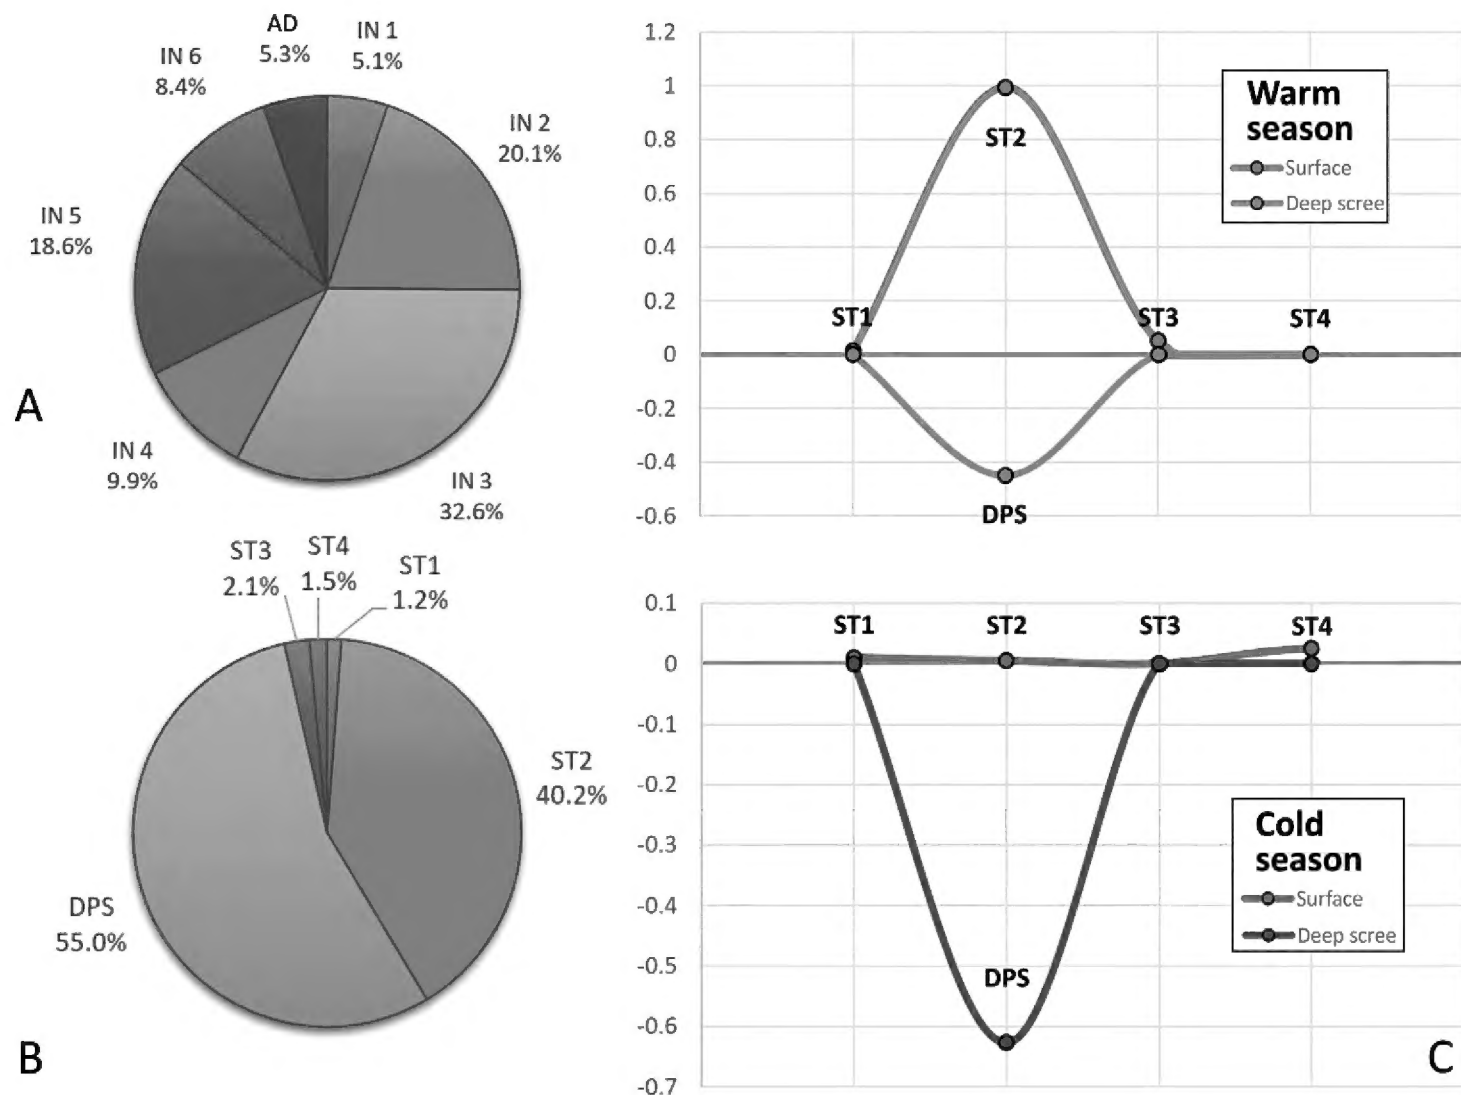 AD
5.3%
IN 1
5.1%
IN 6
8.4%
IN 2
20.1%
IN 5
18.6%
IN 4
9.9%
IN 3
32.6%
A
ST3
2.1%
ST4
1.5%
ST1
1.2%
ST2
40.2%
DPS
55.0%
B
1.2
1
0.8
0.6
0.4
0.2
0
-0.2
-0.4
-0.6
ST1
ST2
ST3
ST4
DPS
Warm
season
Surface
Deep scree
0.1
0
-0.1
-0.2
-0.3
-0.4
-0.5
-0.6
-0.7
ST1
ST2
ST3
ST4
DPS
Cold
season
Surface
Deep scree
C